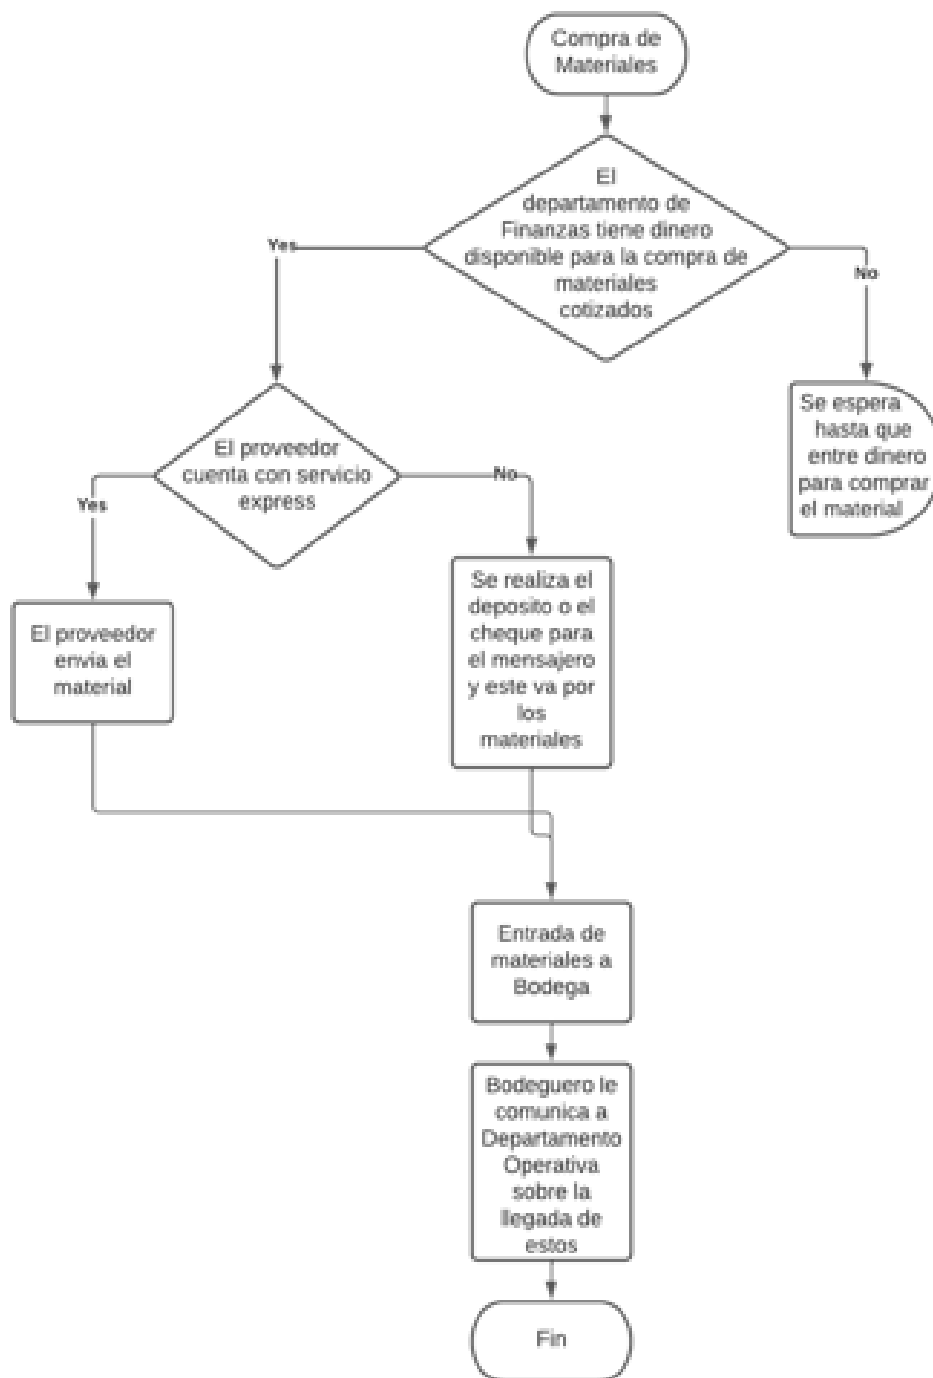 Compra de
Materiales
El
departamento de
Finanzas tiene dinero
disponible para la compra de
materiales
cotizados
Yes
No
Se espera
hasta que
entre dinero
para comprar
el material
El proveedor
cuenta con servicio
express
Yes
No
El proveedor
envia el
material
Se realiza el
deposito o el
cheque para
el mensajero
y este va por
los
materiales
Entrada de
materiales a
Bodega
Bodeguero le
comunica a
Departamento
Operativa
sobre la
llegada de
estos
Fin